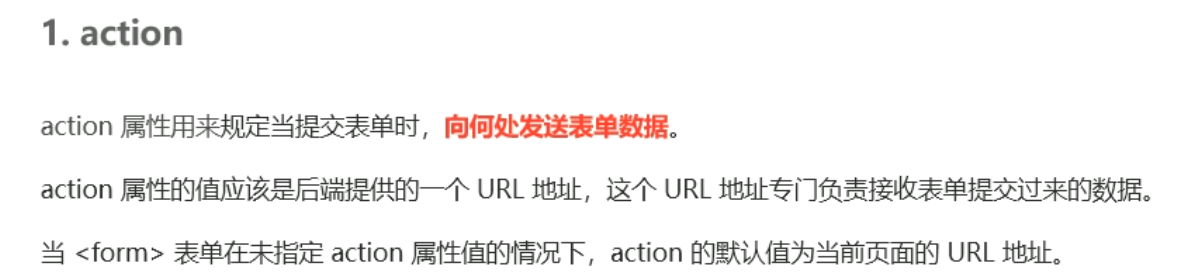 1. action
action 属性用来规定当提交表单时，向何处发送表单数据。
action 属性的值应该是后端提供的一个 URL 地址，这个 URL 地址专门负责接收表单提交过来的数据。
当 <form> 表单在未指定 action 属性值的情况下，action 的默认值为当前页面的 URL 地址。